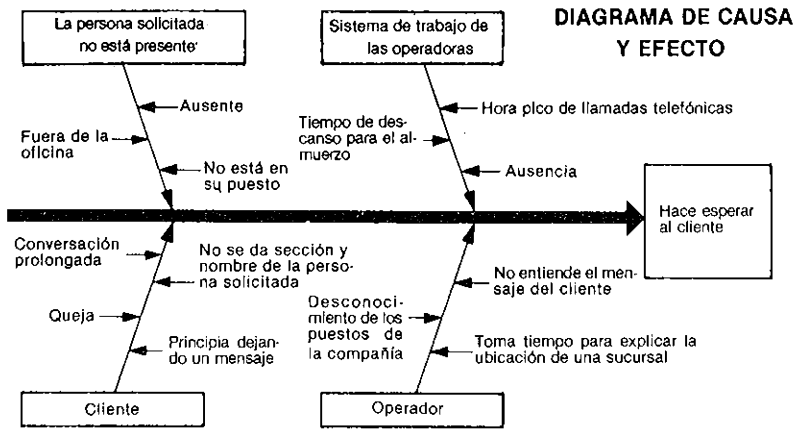 DIAGRAMA DE CAUSA
Y EFECTO
La persona solicitada
no está presente
Sistema de trabajo de
las operadoras
Ausente
Fuera de la
oficina
No está en
su puesto
Hora pico de llamadas telefónicas
Tiempo de des-
canso para el al-
muerzo
Ausencia
Hace esperar
al cliente
Conversación
prolongada
No se da sección y
nombre de la perso-
na solicitada
Queja
Principia dejan-
do un mensaje
No entiende el men-
saje del cliente
Desconoci-
miento de los
puestos de
la compañía
Toma tiempo para explicar la
ubicación de una sucursal
Cliente
Operador